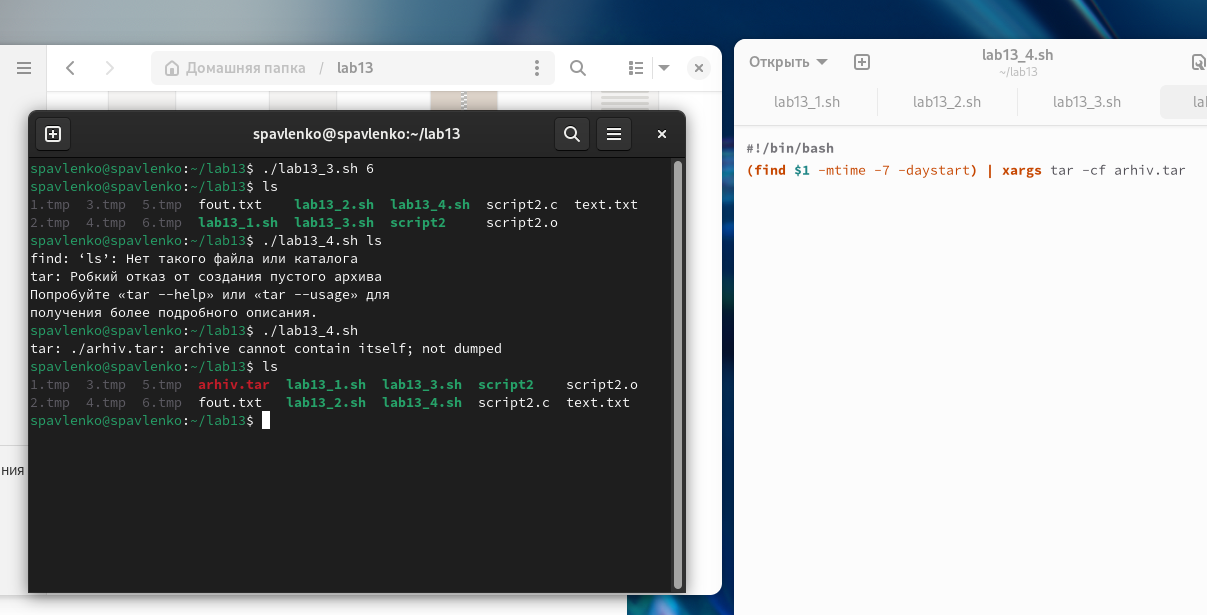 Домашняя папка / lab13
spavlenko@spavlenko:~/lab13
spavlenko@spavlenko:~/lab13$ ./lab13_3.sh 6
spavlenko@spavlenko:~/lab13$ ls
1.tmp 3.tmp 5.tmp fout.txt lab13_2.sh lab13_4.sh script2.c text.txt
2.tmp 4.tmp 6.tmp lab13_1.sh lab13_3.sh script2 script2.o
spavlenko@spavlenko:~/lab13$ ./lab13_4.sh ls
find: ‘ls’: Нет такого файла или каталога
tar: Робкий отказ от создания пустого архива
Попробуйте «tar --help» или «tar --usage» для
получения более подробного описания.
spavlenko@spavlenko:~/lab13$ ./lab13_4.sh
tar: ./arhiv.tar: archive cannot contain itself; not dumped
spavlenko@spavlenko:~/lab13$ ls
1.tmp 3.tmp 5.tmp arhiv.tar lab13_1.sh lab13_3.sh script2 script2.o
2.tmp 4.tmp 6.tmp fout.txt lab13_2.sh lab13_4.sh script2.c text.txt
spavlenko@spavlenko:~/lab13$
ния
Открыть
lab13_4.sh
~/lab13
lab13_1.sh lab13_2.sh lab13_3.sh la
#!/bin/bash
(find $1 -mtime -7 -daystart) | xargs tar -cf arhiv.tar